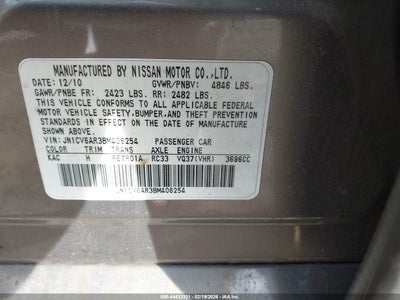 MANUFACTURED BY NISSAN MOTOR CO.,LTD.
DATE: 12/10 GVWR/PNBV: 4846 LBS.
GAWR/PNBE FR: 2423 LBS. RR: 2482 LBS.
THIS VEHICLE CONFORMS TO ALL APPLICABLE FEDERAL
MOTOR VEHICLE SAFETY,BUMPER,AND THEFT PREVENTION
STANDARDS IN EFFECT ON THE DATE OF MANUFACTURE
SHOWN ABOVE.
VIN: JN1CV6AR3BM406254 PASSENGER CAR
COLOR TRIM TRANS AXLE ENGINE
KAC H RE7R01A RC33 VQ37(VHR) 3696CC
JN1CV6AR3BM406254